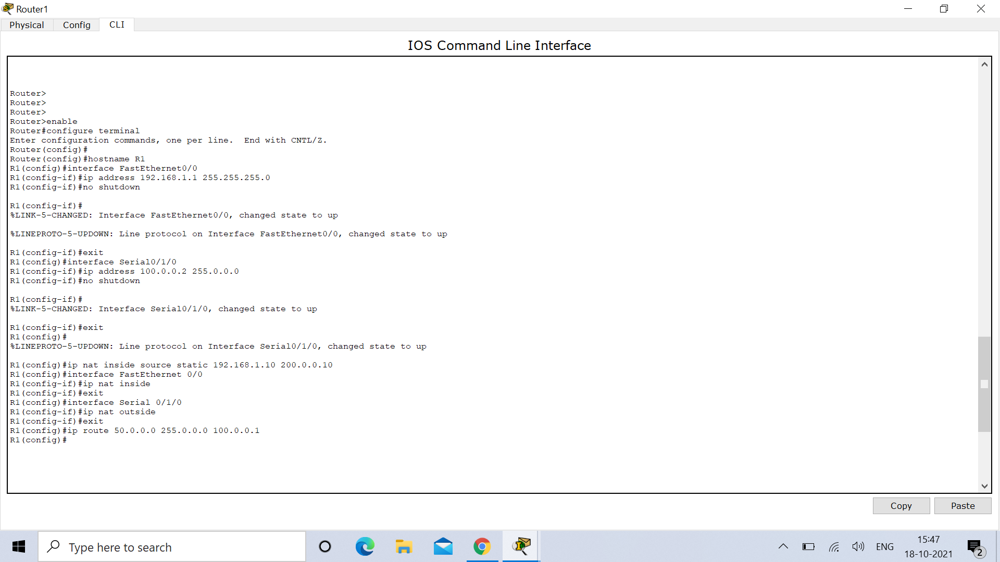 Router1
Physical Config CLI
IOS Command Line Interface
Router>
Router>
Router>
Router>enable
Router#configure terminal
Enter configuration commands, one per line.  End with CNTL/Z.
Router(config)#
Router(config)#hostname R1
R1(config)#interface FastEthernet0/0
R1(config-if)#ip address 192.168.1.1 255.255.255.0
R1(config-if)#no shutdown
R1(config-if)#
%LINK-5-CHANGED: Interface FastEthernet0/0, changed state to up
%LINEPROTO-5-UPDOWN: Line protocol on Interface FastEthernet0/0, changed state to up
R1(config-if)#exit
R1(config)#interface Serial0/1/0
R1(config-if)#ip address 100.0.0.2 255.0.0.0
R1(config-if)#no shutdown
R1(config-if)#
%LINK-5-CHANGED: Interface Serial0/1/0, changed state to up
R1(config-if)#exit
R1(config)#
%LINEPROTO-5-UPDOWN: Line protocol on Interface Serial0/1/0, changed state to up
R1(config)#ip nat inside source static 192.168.1.10 200.0.0.10
R1(config)#interface FastEthernet 0/0
R1(config-if)#ip nat inside
R1(config-if)#exit
R1(config)#interface Serial 0/1/0
R1(config-if)#ip nat outside
R1(config-if)#exit
R1(config)#ip route 50.0.0.0 255.0.0.0 100.0.0.1
R1(config)#
Copy Paste
Type here to search
ENG
15:47
18-10-2021
2